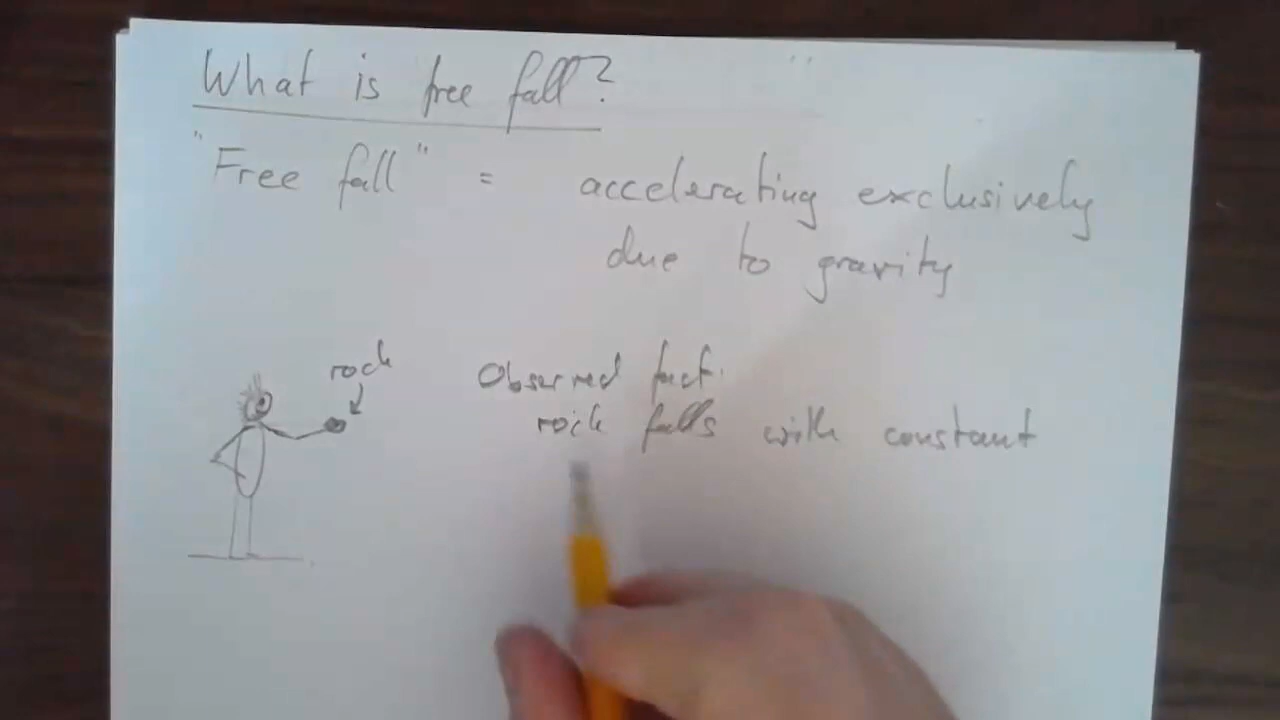 What is free fall?
"Free fall" = accelerating exclusively
due to gravity
rock
Observed fact:
rock falls with constant